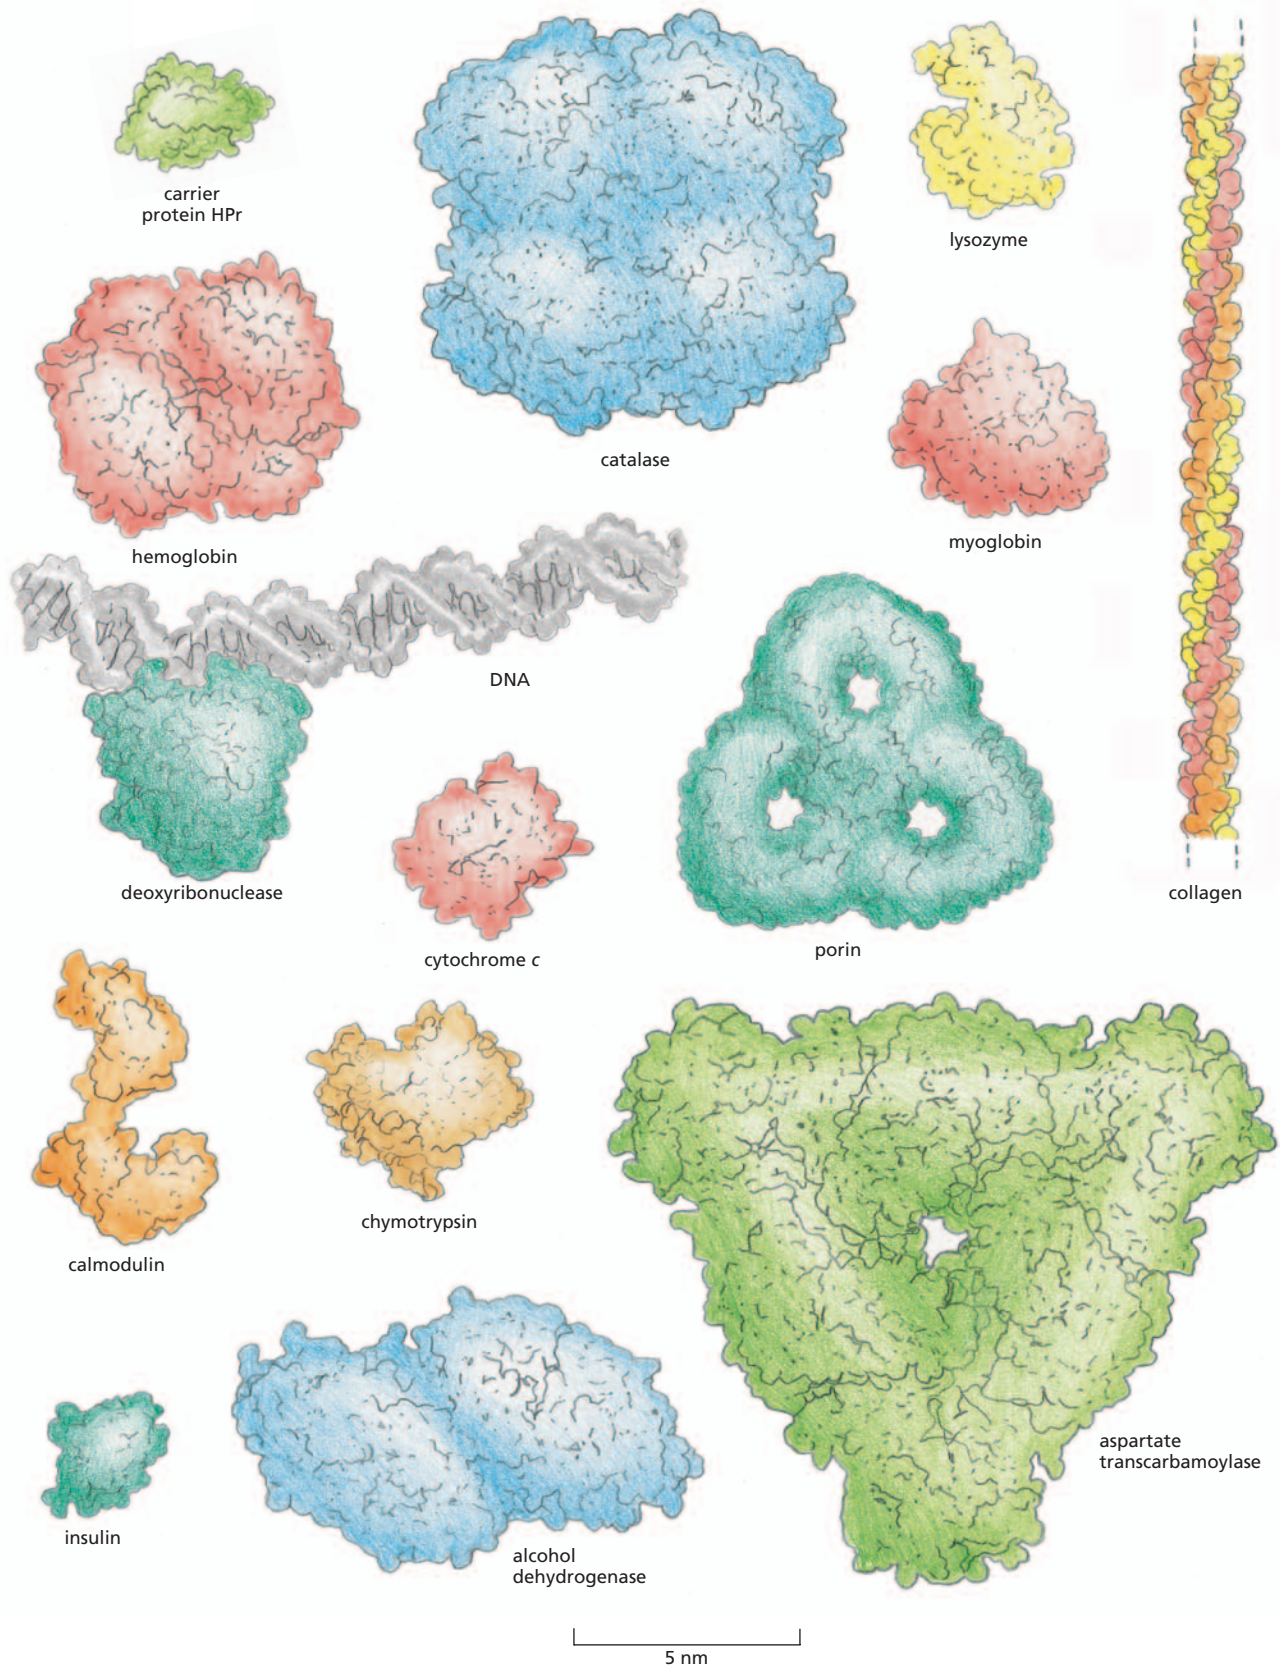 carrier
protein HPr
lysozyme
catalase
myoglobin
hemoglobin
DNA
deoxyribonuclease
collagen
cytochrome c
porin
chymotrypsin
calmodulin
aspartate
transcarbamoylase
insulin
alcohol
dehydrogenase
5 nm